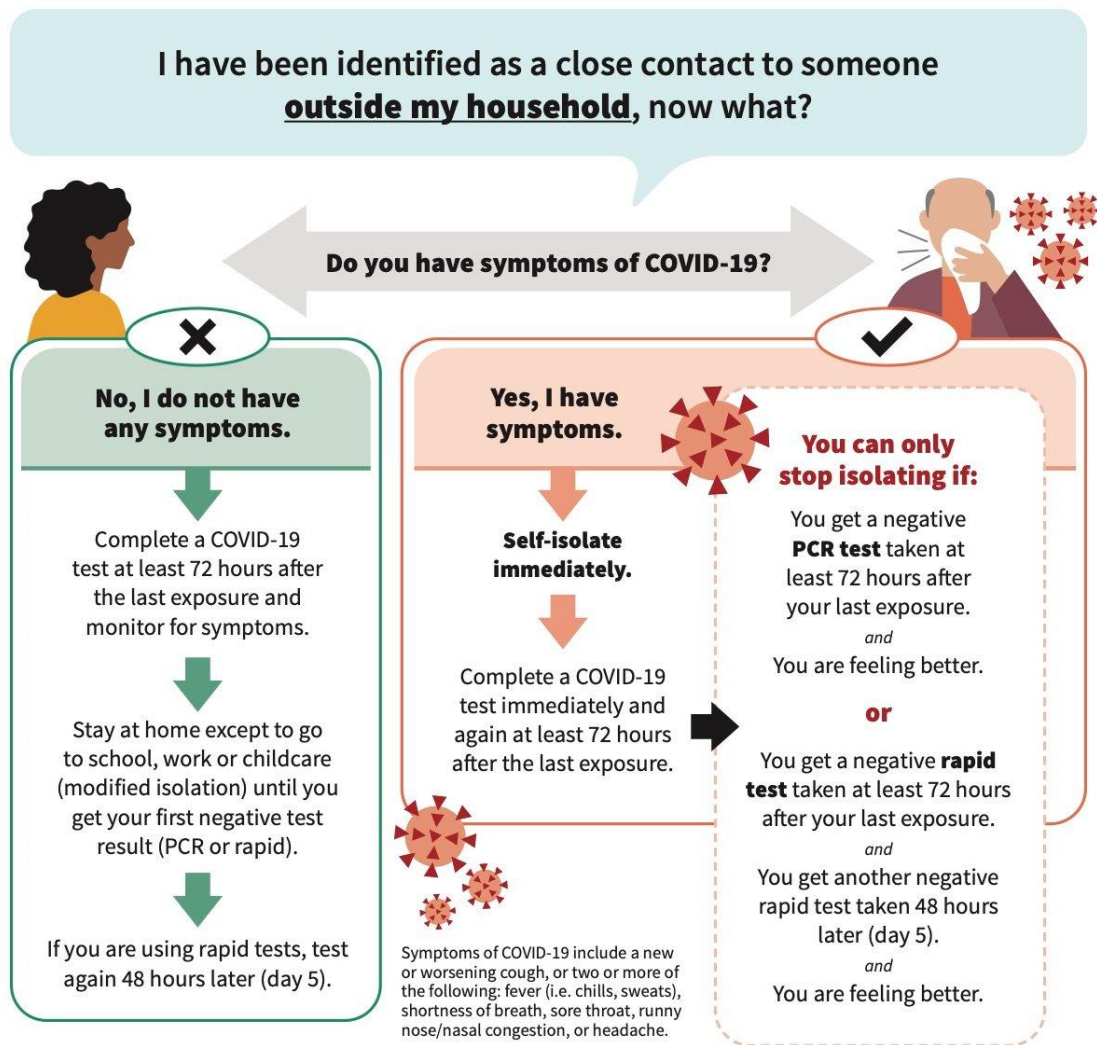 I have been identified as a close contact to someone
outside my household, now what?
Do you have symptoms of COVID-19?
No, I do not have
any symptoms.
Complete a COVID-19
test at least 72 hours after
the last exposure and
monitor for symptoms.
Stay at home except to go
to school, work or childcare
(modified isolation) until you
get your first negative test
result (PCR or rapid).
If you are using rapid tests, test
again 48 hours later (day 5).
Yes, I have
symptoms.
Self-isolate
immediately.
Complete a COVID-19
test immediately and
again at least 72 hours
after the last exposure.
You can only
stop isolating if:
You get a negative
PCR test taken at
least 72 hours after
your last exposure.
and
You are feeling better.
or
You get a negative rapid
test taken at least 72 hours
after your last exposure.
and
You get another negative
rapid test taken 48 hours
later (day 5).
and
You are feeling better.
Symptoms of COVID-19 include a new
or worsening cough, or two or more of
the following: fever (i.e. chills, sweats),
shortness of breath, sore throat, runny
nose/nasal congestion, or headache.